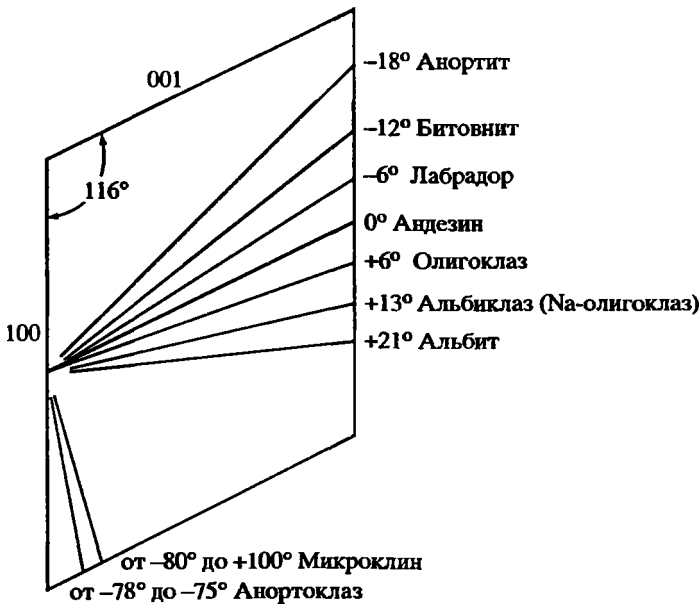 001
–18° Анортит
–12° Битовнит
116°
–6° Лабрадор
0° Андезин
+6° Олигоклаз
100
+13° Альбиклаз (Na-олигоклаз)
+21° Альбит
от –80° до +100° Микроклин
от –78° до –75° Анортоклаз